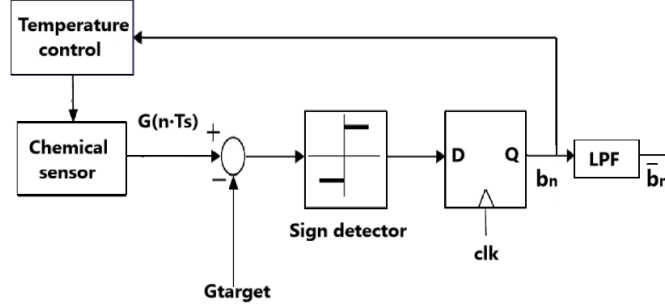 Temperature
control
G(n·Ts)
+
Chemical
sensor
−
D
Q
LPF
bn
b̅n
Sign detector
clk
Gtarget